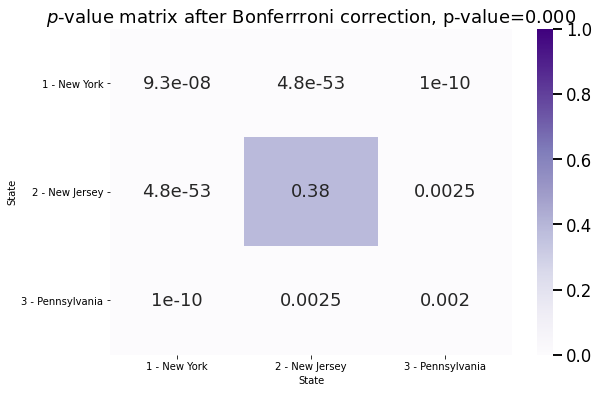 p-value matrix after Bonferrroni correction, p-value=0.000
1 - New York
9.3e-08 4.8e-53 1e-10
2 - New Jersey
4.8e-53 0.38 0.0025
3 - Pennsylvania
1e-10 0.0025 0.002
State
1 - New York 2 - New Jersey 3 - Pennsylvania
State
1.0
0.8
0.6
0.4
0.2
0.0